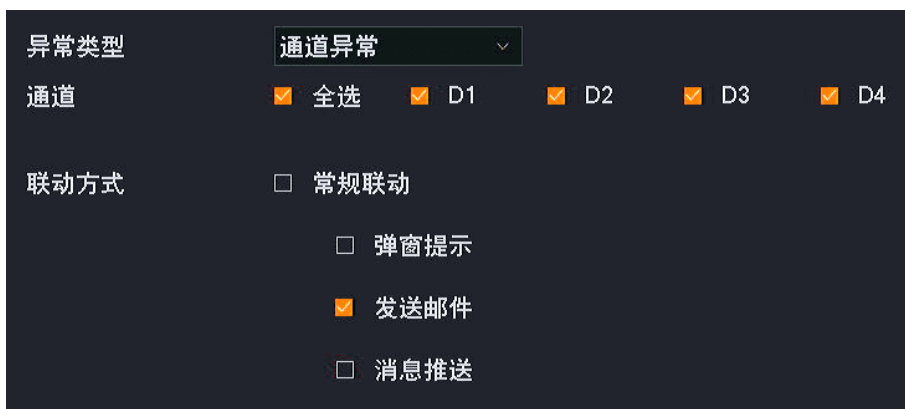 异常类型 通道异常
通道 全选 D1 D2 D3 D4
联动方式 常规联动
弹窗提示
发送邮件
消息推送